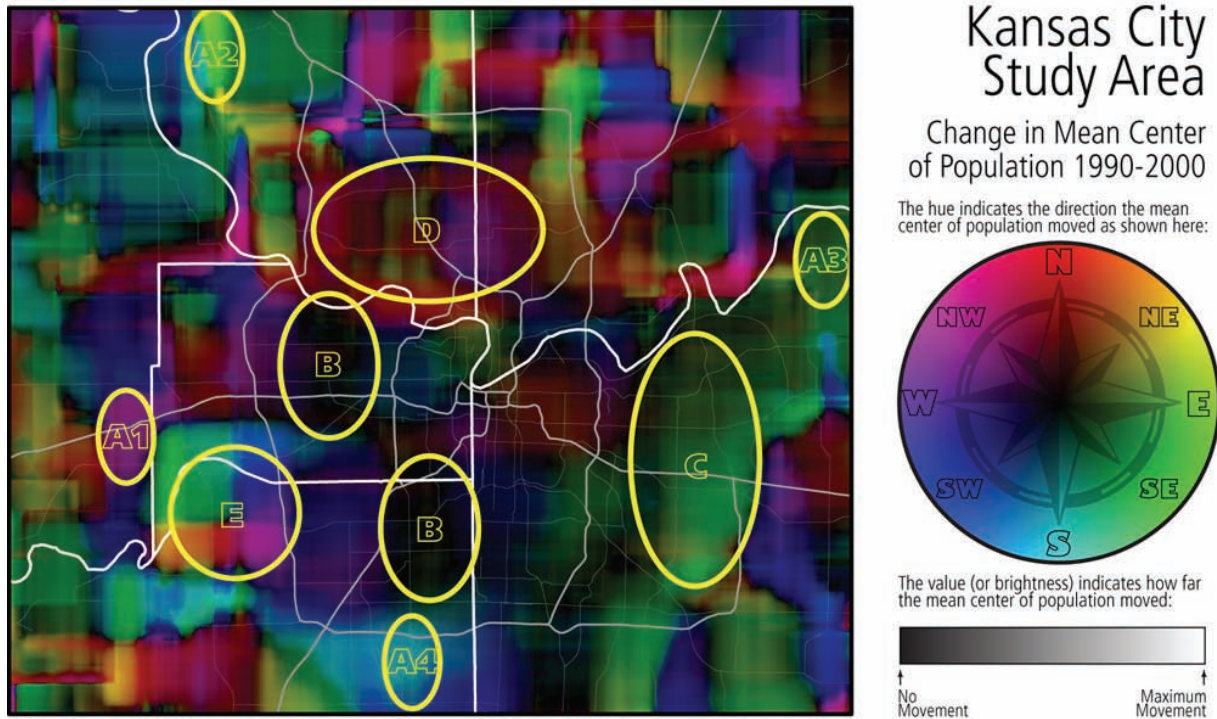 A2
D
A3
B
A1
C
E
B
A4
Kansas City
Study Area
Change in Mean Center
of Population 1990-2000
The hue indicates the direction the mean
center of population moved as shown here:
N
NW
NE
W
E
SW
SE
S
The value (or brightness) indicates how far
the mean center of population moved:
No
Movement
Maximum
Movement